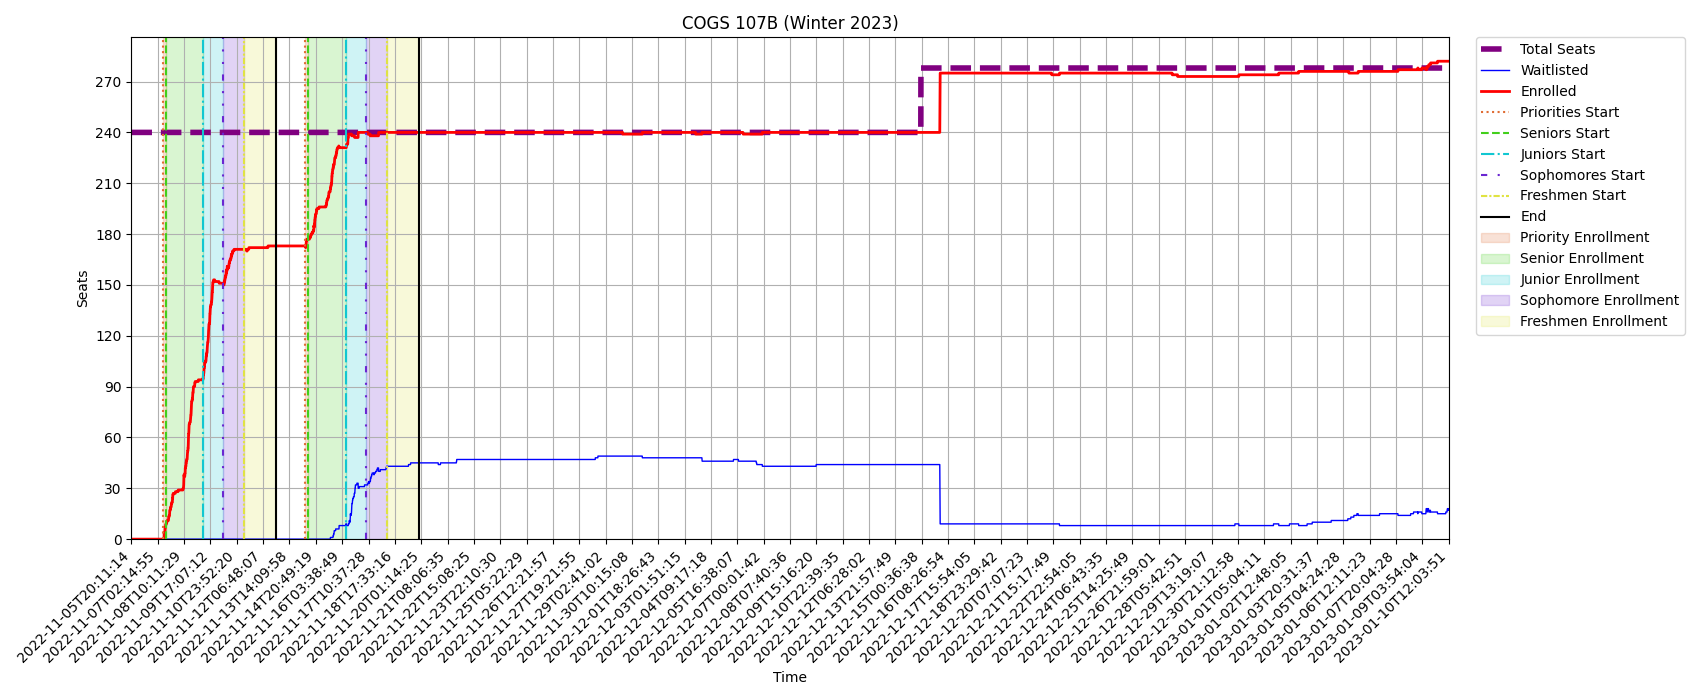 COGS 107B (Winter 2023)
Seats
270
240
210
180
150
120
90
60
30
0
2022-11-05T20:11:14
2022-11-07T02:14:55
2022-11-08T10:11:29
2022-11-09T17:07:12
2022-11-10T23:52:20
2022-11-12T06:48:07
2022-11-13T14:09:58
2022-11-14T20:49:19
2022-11-16T03:38:49
2022-11-17T10:37:28
2022-11-18T17:33:16
2022-11-20T01:14:25
2022-11-21T08:06:35
2022-11-22T15:08:25
2022-11-23T22:10:30
2022-11-25T05:22:29
2022-11-26T12:21:57
2022-11-27T19:21:55
2022-11-29T02:41:02
2022-11-30T10:15:08
2022-12-01T18:26:43
2022-12-03T01:51:15
2022-12-04T09:17:18
2022-12-05T16:38:07
2022-12-07T00:01:42
2022-12-08T07:40:36
2022-12-09T15:16:20
2022-12-10T22:39:35
2022-12-12T06:28:02
2022-12-13T21:57:49
2022-12-15T00:36:38
2022-12-16T08:26:54
2022-12-17T15:54:05
2022-12-18T23:29:42
2022-12-20T07:07:23
2022-12-21T15:17:49
2022-12-22T22:54:05
2022-12-24T06:43:35
2022-12-25T14:25:49
2022-12-26T21:59:01
2022-12-28T05:42:51
2022-12-29T13:19:07
2022-12-30T21:12:58
2023-01-01T05:04:11
2023-01-02T12:48:05
2023-01-03T20:31:37
2023-01-05T04:24:28
2023-01-06T12:11:23
2023-01-07T20:04:28
2023-01-09T03:54:04
2023-01-10T12:03:51
Time
Total Seats
Waitlisted
Enrolled
Priorities Start
Seniors Start
Juniors Start
Sophomores Start
Freshmen Start
End
Priority Enrollment
Senior Enrollment
Junior Enrollment
Sophomore Enrollment
Freshmen Enrollment